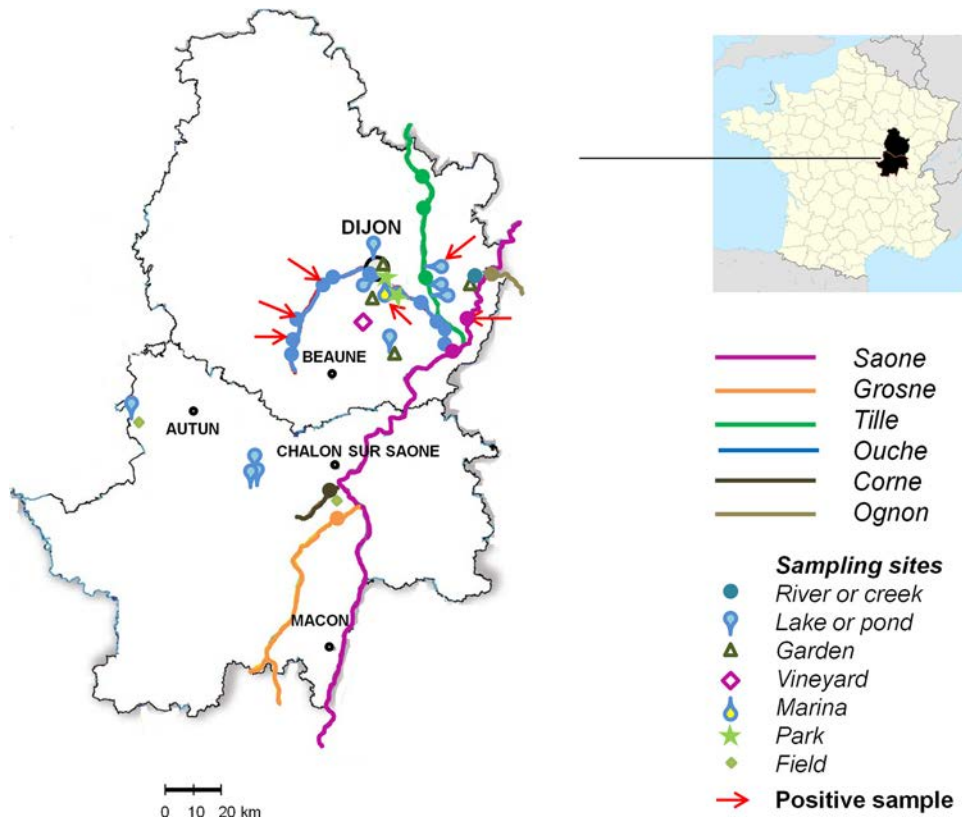 DIJON
BEAUNE
AUTUN
CHALON SUR SAONE
MACON
0 10 20 km
Saone
Grosne
Tille
Ouche
Corne
Ognon
Sampling sites
River or creek
Lake or pond
Garden
Vineyard
Marina
Park
Field
Positive sample